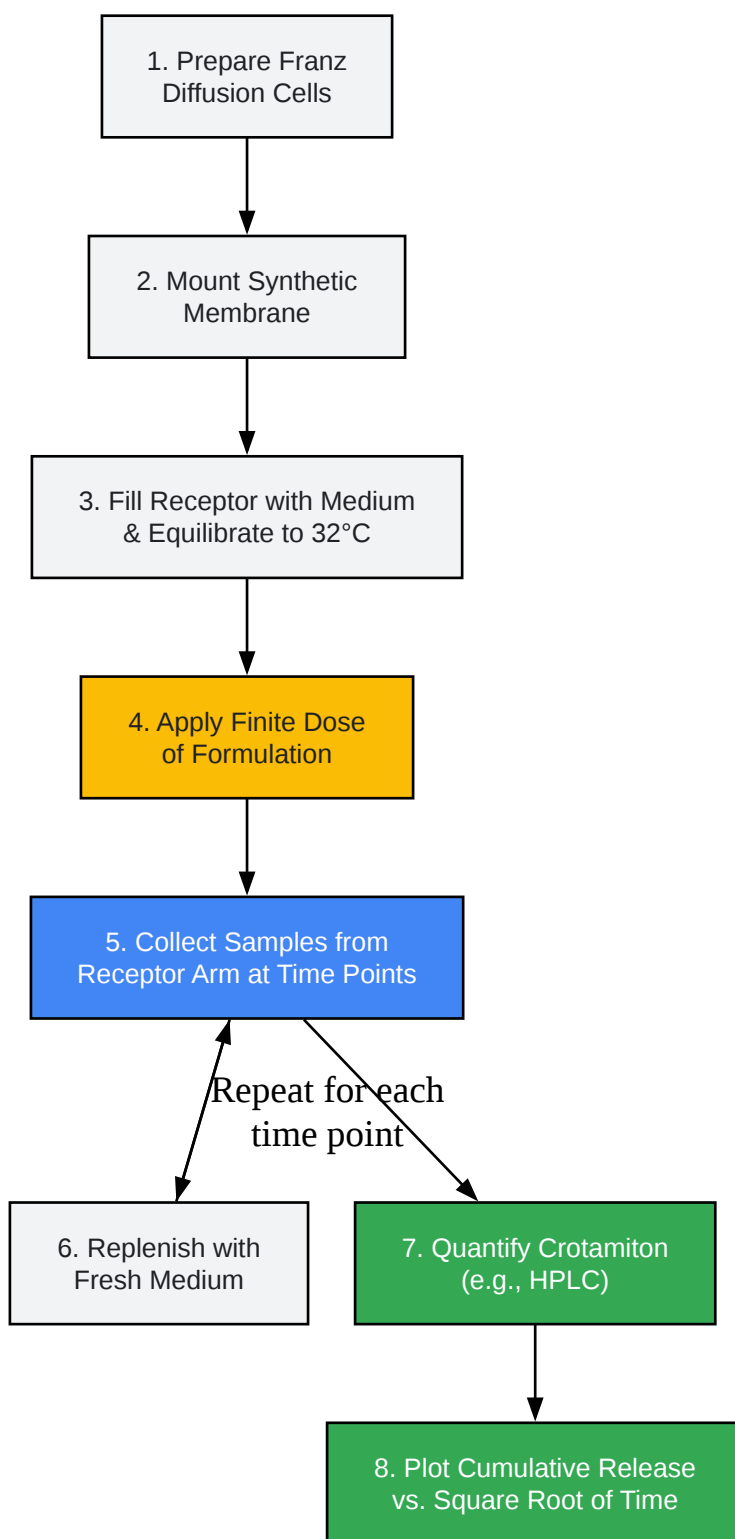 1. Prepare Franz
Diffusion Cells
2. Mount Synthetic
Membrane
3. Fill Receptor with Medium
& Equilibrate to 32°C
4. Apply Finite Dose
of Formulation
5. Collect Samples from
Receptor Arm at Time Points
Repeat for each
time point
6. Replenish with
Fresh Medium
7. Quantify Crotamiton
(e.g., HPLC)
8. Plot Cumulative Release
vs. Square Root of Time